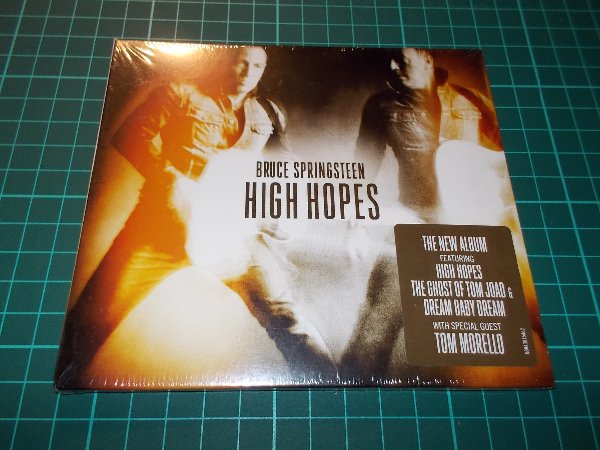 BRUCE SPRINGSTEEN
HIGH HOPES
THE NEW ALBUM
FEATURING
HIGH HOPES
THE GHOST OF TOM JOAD &
DREAM BABY DREAM
WITH SPECIAL GUEST
TOM MORELLO